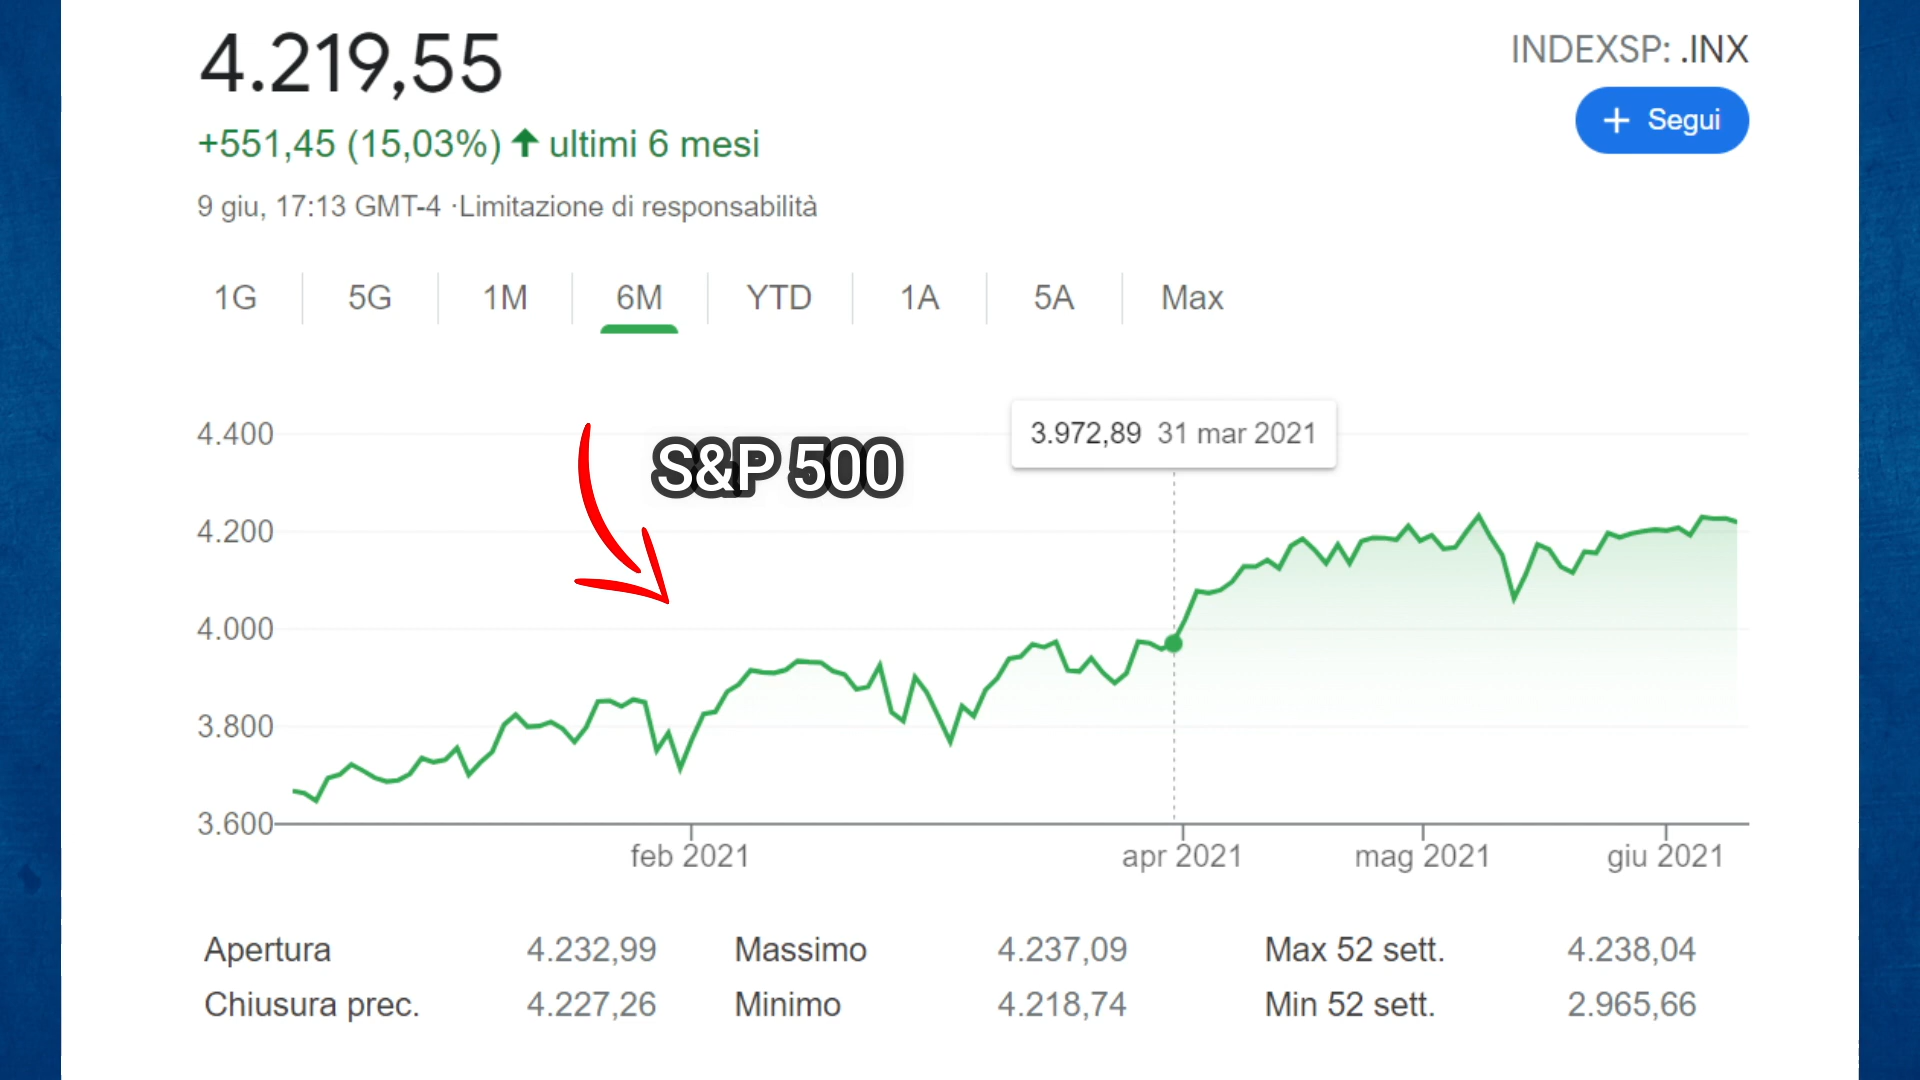 4.219,55
INDEXSP: .INX
+ Segui
+551,45 (15,03%) ↑ ultimi 6 mesi
9 giu, 17:13 GMT-4 ·Limitazione di responsabilità
1G 5G 1M 6M YTD 1A 5A Max
3.972,89 31 mar 2021
S&P 500
4.400
4.200
4.000
3.800
3.600
feb 2021 apr 2021 mag 2021 giu 2021
Apertura 4.232,99 Massimo 4.237,09 Max 52 sett. 4.238,04
Chiusura prec. 4.227,26 Minimo 4.218,74 Min 52 sett. 2.965,66